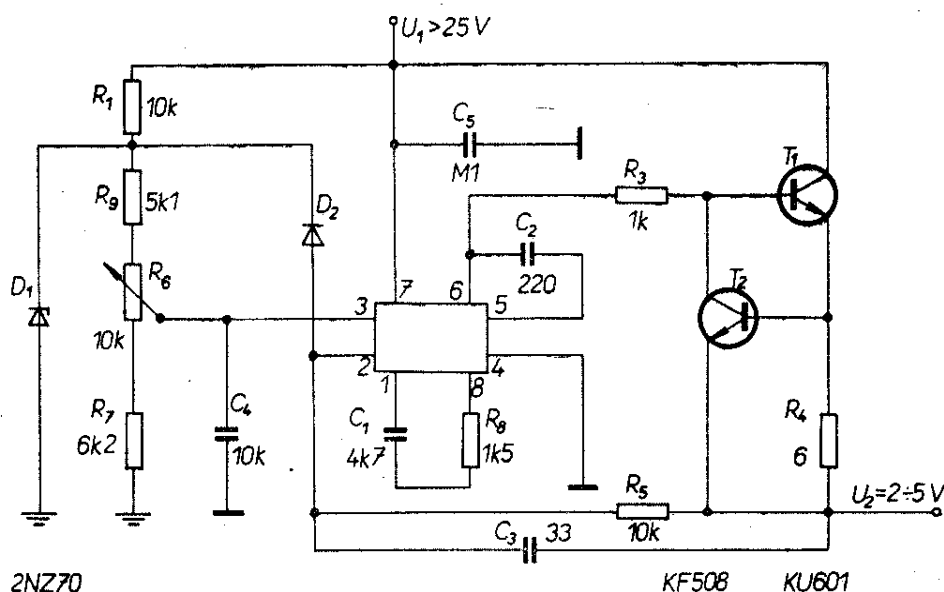 U₁ > 25 V
R₁
10k
C₅
M1
T₁
R₃
1k
R₉
5k1
D₂
C₂
220
T₂
D₁
R₆
10k
3
7
6
5
2
1
8
4
R₇
6k2
C₄
10k
C₁
4k7
R₈
1k5
R₄
6
R₅
10k
U₂=2÷5 V
C₃
33
2NZ70
KF508
KU601